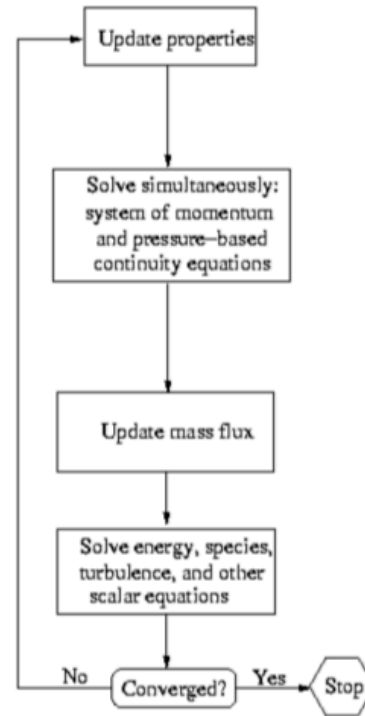 Update properties
Solve simultaneously:
system of momentum
and pressure–based
continuity equations
Update mass flux
Solve energy, species,
turbulence, and other
scalar equations
No
Converged?
Yes
Stop